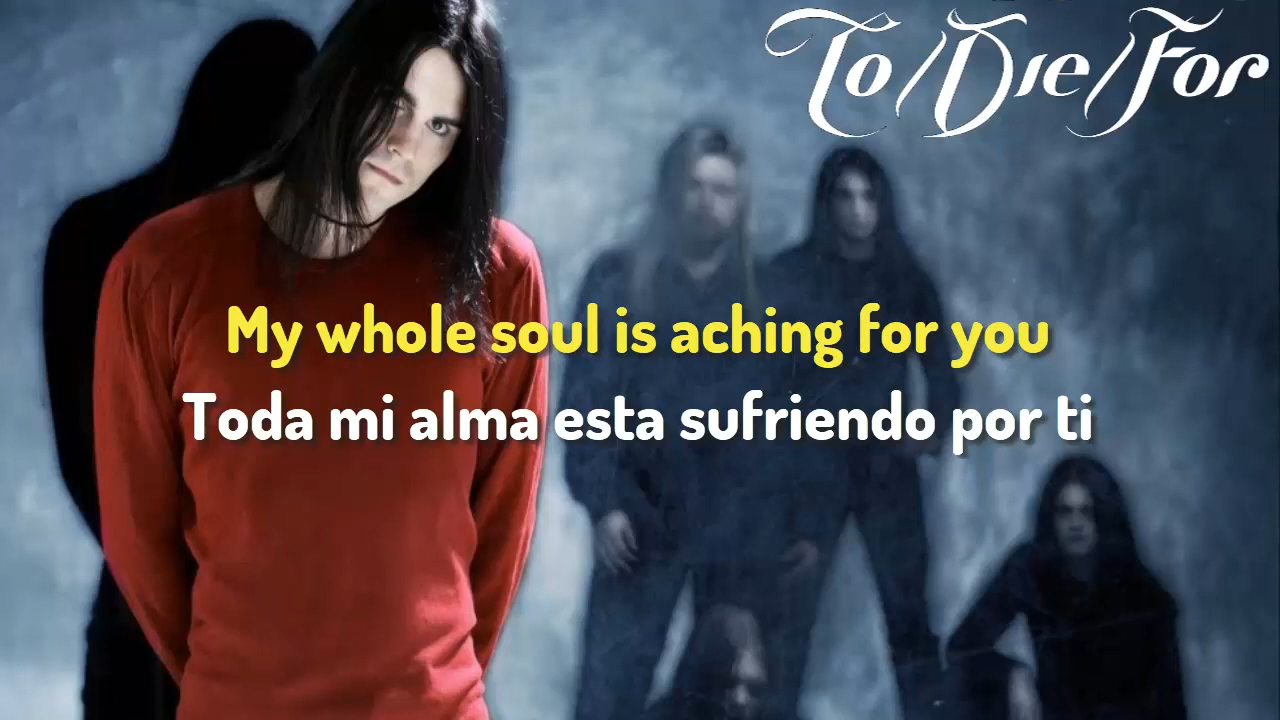 To/Die/For
My whole soul is aching for you
Toda mi alma esta sufriendo por ti